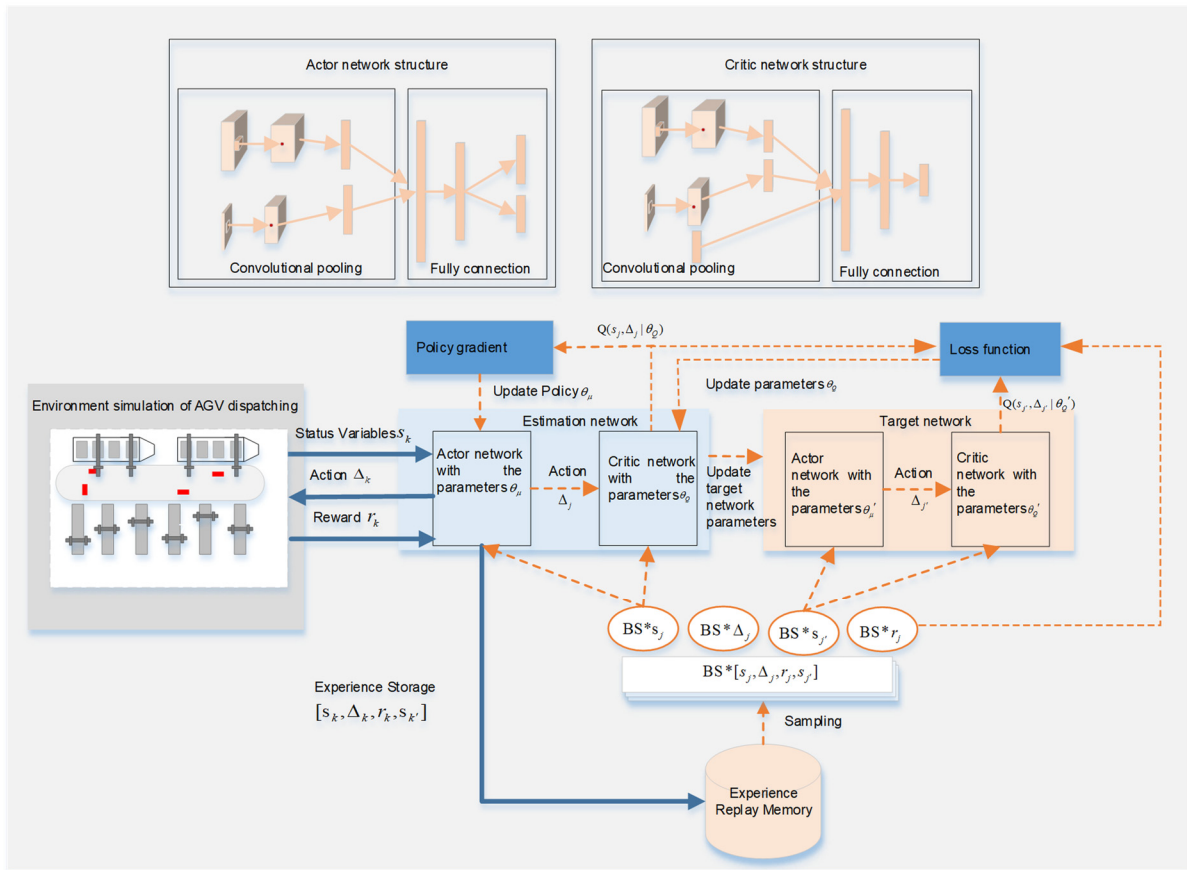 Actor network structure
Critic network structure
Convolutional pooling
Fully connection
Convolutional pooling
Fully connection
Policy gradient
Q(s_j,Δ_j|θ_Q)
Loss function
Update Policy θ_μ
Update parameters θ_Q
Q(s_j',Δ_j'|θ_Q')
Environment simulation of AGV dispatching
Status Variables s_k
Action Δ_k
Reward r_k
Estimation network
Actor network
with the
parameters θ_μ
Action
Δ_j
Critic network
with the
parameters θ_Q
Update
target
network
parameters
Target network
Actor
network with
the
parameters θ_μ'
Action
Δ_j'
Critic
network with
the
parameters θ_Q'
BS*s_j
BS*Δ_j
BS*s_j'
BS*r_j
BS*[s_j,Δ_j,r_j,s_j']
Experience Storage
[s_k,Δ_k,r_k,s_k']
Sampling
Experience
Replay Memory